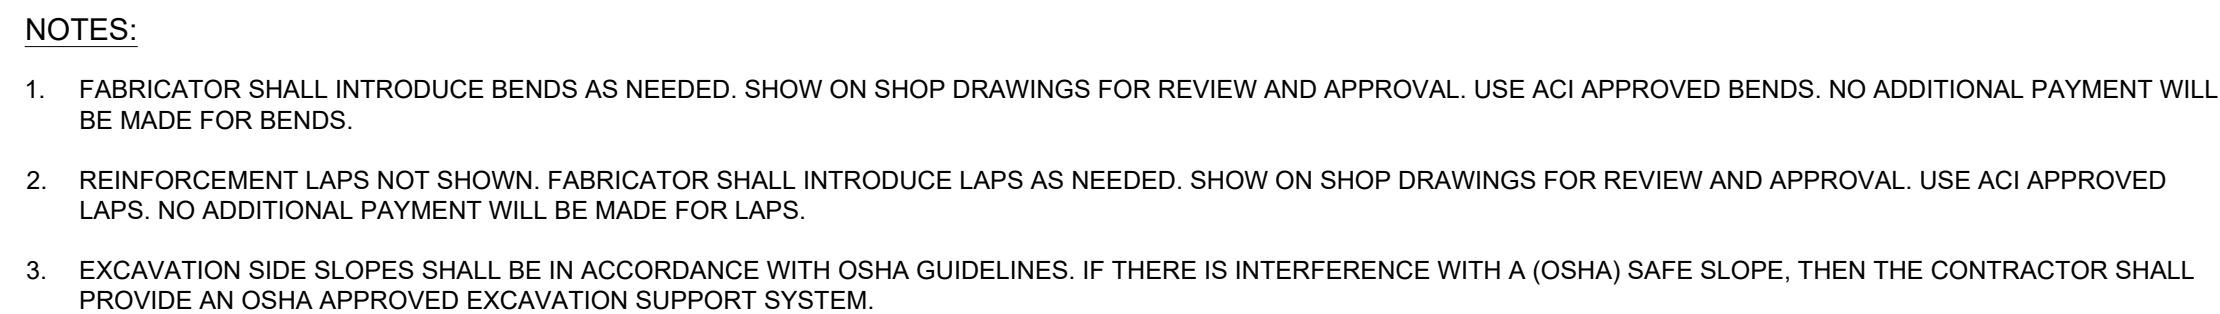 NOTES:
1. FABRICATOR SHALL INTRODUCE BENDS AS NEEDED. SHOW ON SHOP DRAWINGS FOR REVIEW AND APPROVAL. USE ACI APPROVED BENDS. NO ADDITIONAL PAYMENT WILL
BE MADE FOR BENDS.
2. REINFORCEMENT LAPS NOT SHOWN. FABRICATOR SHALL INTRODUCE LAPS AS NEEDED. SHOW ON SHOP DRAWINGS FOR REVIEW AND APPROVAL. USE ACI APPROVED
LAPS. NO ADDITIONAL PAYMENT WILL BE MADE FOR LAPS.
3. EXCAVATION SIDE SLOPES SHALL BE IN ACCORDANCE WITH OSHA GUIDELINES. IF THERE IS INTERFERENCE WITH A (OSHA) SAFE SLOPE, THEN THE CONTRACTOR SHALL
PROVIDE AN OSHA APPROVED EXCAVATION SUPPORT SYSTEM.